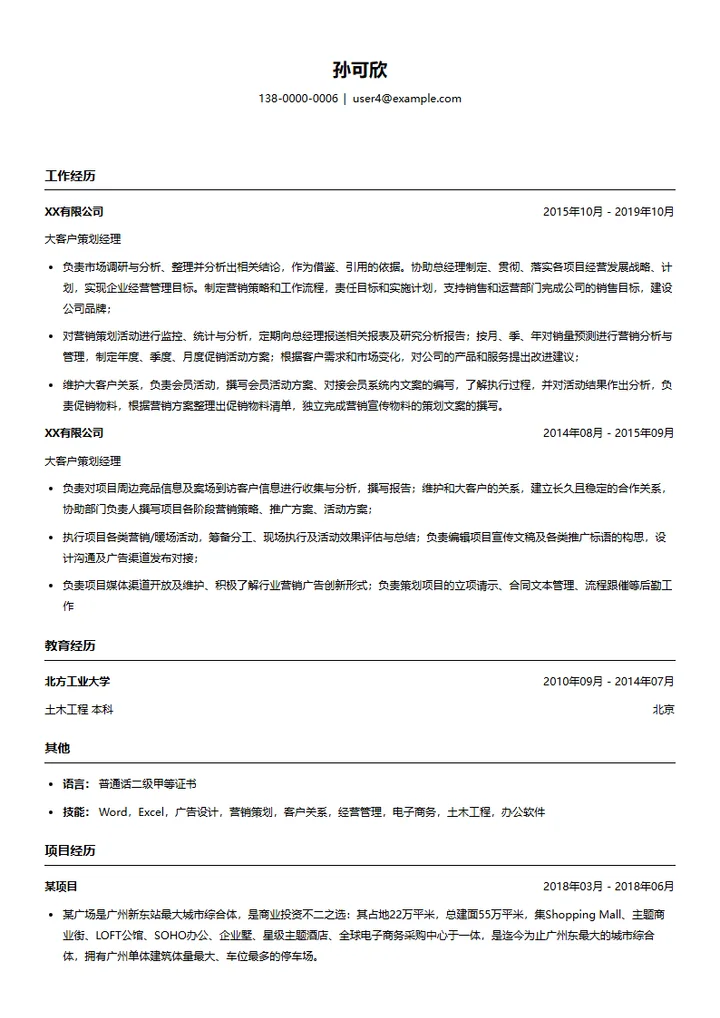 孙可欣
138-0000-0006 | user4@example.com
工作经历
XX有限公司 2015年10月 - 2019年10月
大客户策划经理
• 负责市场调研与分析、整理并分析出相关结论，作为借鉴、引用的依据。协助总经理制定、贯彻、落实各项目经营发展战略、计
划，实现企业经营管理目标。制定营销策略和工作流程，责任目标和实施计划，支持销售和运营部门完成公司的销售目标，建设
公司品牌；
• 对营销策划活动进行监控、统计与分析，定期向总经理报送相关报表及研究分析报告；按月、季、年对销量预测进行营销分析与
管理，制定年度、季度、月度促销活动方案；根据客户需求和市场变化，对公司的产品和服务提出改进建议；
• 维护大客户关系，负责会员活动，撰写会员活动方案、对接会员系统内文案的编写，了解执行过程，并对活动结果作出分析，负
责促销物料，根据营销方案整理出促销物料清单，独立完成营销宣传物料的策划文案的撰写。
XX有限公司 2014年08月 - 2015年09月
大客户策划经理
• 负责对项目周边竞品信息及案场到访客户信息进行收集与分析，撰写报告；维护和大客户的关系，建立长久且稳定的合作关系，
协助部门负责人撰写项目各阶段营销策略、推广方案、活动方案；
• 执行项目各类营销/暖场活动，筹备分工、现场执行及活动效果评估与总结；负责编辑项目宣传文稿及各类推广标语的构思，设
计沟通及广告渠道发布对接；
• 负责项目媒体渠道开放及维护、积极了解行业营销广告创新形式；负责策划项目的立项请示、合同文本管理、流程跟催等后勤工
作
教育经历
北方工业大学 2010年09月 - 2014年07月
土木工程 本科 北京
其他
• 语言： 普通话二级甲等证书
• 技能： Word，Excel，广告设计，营销策划，客户关系，经营管理，电子商务，土木工程，办公软件
项目经历
某项目 2018年03月 - 2018年06月
• 某广场是广州新东站最大城市综合体，是商业投资不二之选：其占地22万平米，总建面55万平米，集Shopping Mall、主题商
业街、LOFT公馆、SOHO办公、企业墅、星级主题酒店、全球电子商务采购中心于一体，是迄今为止广州东最大的城市综合
体，拥有广州单体建筑体量最大、车位最多的停车场。